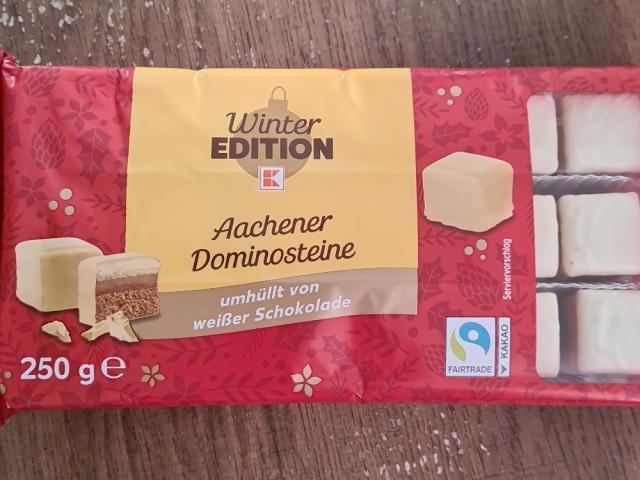 Winter
EDITION
K
Aachener
Dominosteine
umhüllt von
weißer Schokolade
250 g e
Serviervorschlag
FAIRTRADE
KAKAO